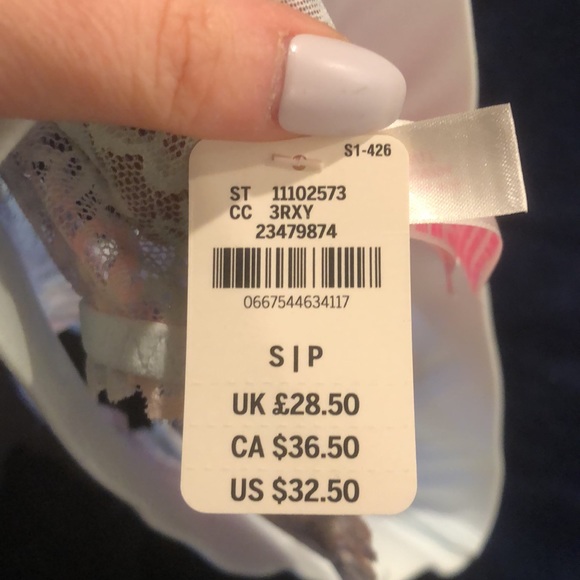 S1-426
ST 11102573
CC 3RXY
23479874
0667544634117
S | P
UK £28.50
CA $36.50
US $32.50